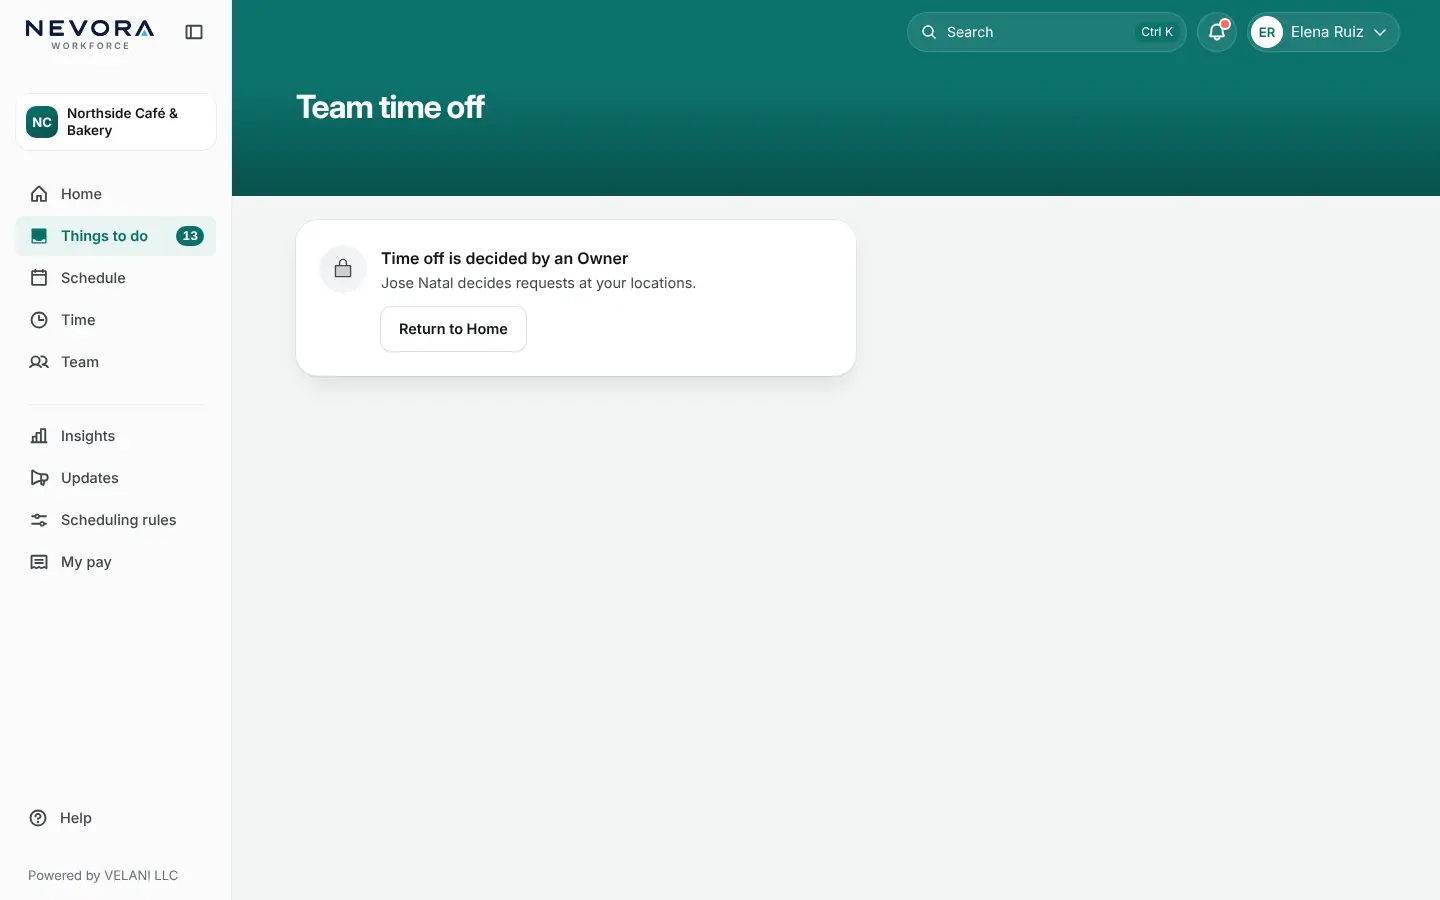 NEVORA
WORKFORCE
Search
Ctrl K
ER
Elena Ruiz
NC
Northside Café &
Bakery
Team time off
Home
Things to do
13
Schedule
Time
Team
Insights
Updates
Scheduling rules
My pay
Time off is decided by an Owner
Jose Natal decides requests at your locations.
Return to Home
Help
Powered by VELANI LLC